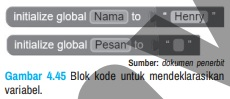 initialize global Nama to " Henry "
initialize global Pesan to " "
Sumber: dokumen penerbit
Gambar 4.45 Blok kode untuk mendeklarasikan
variabel.